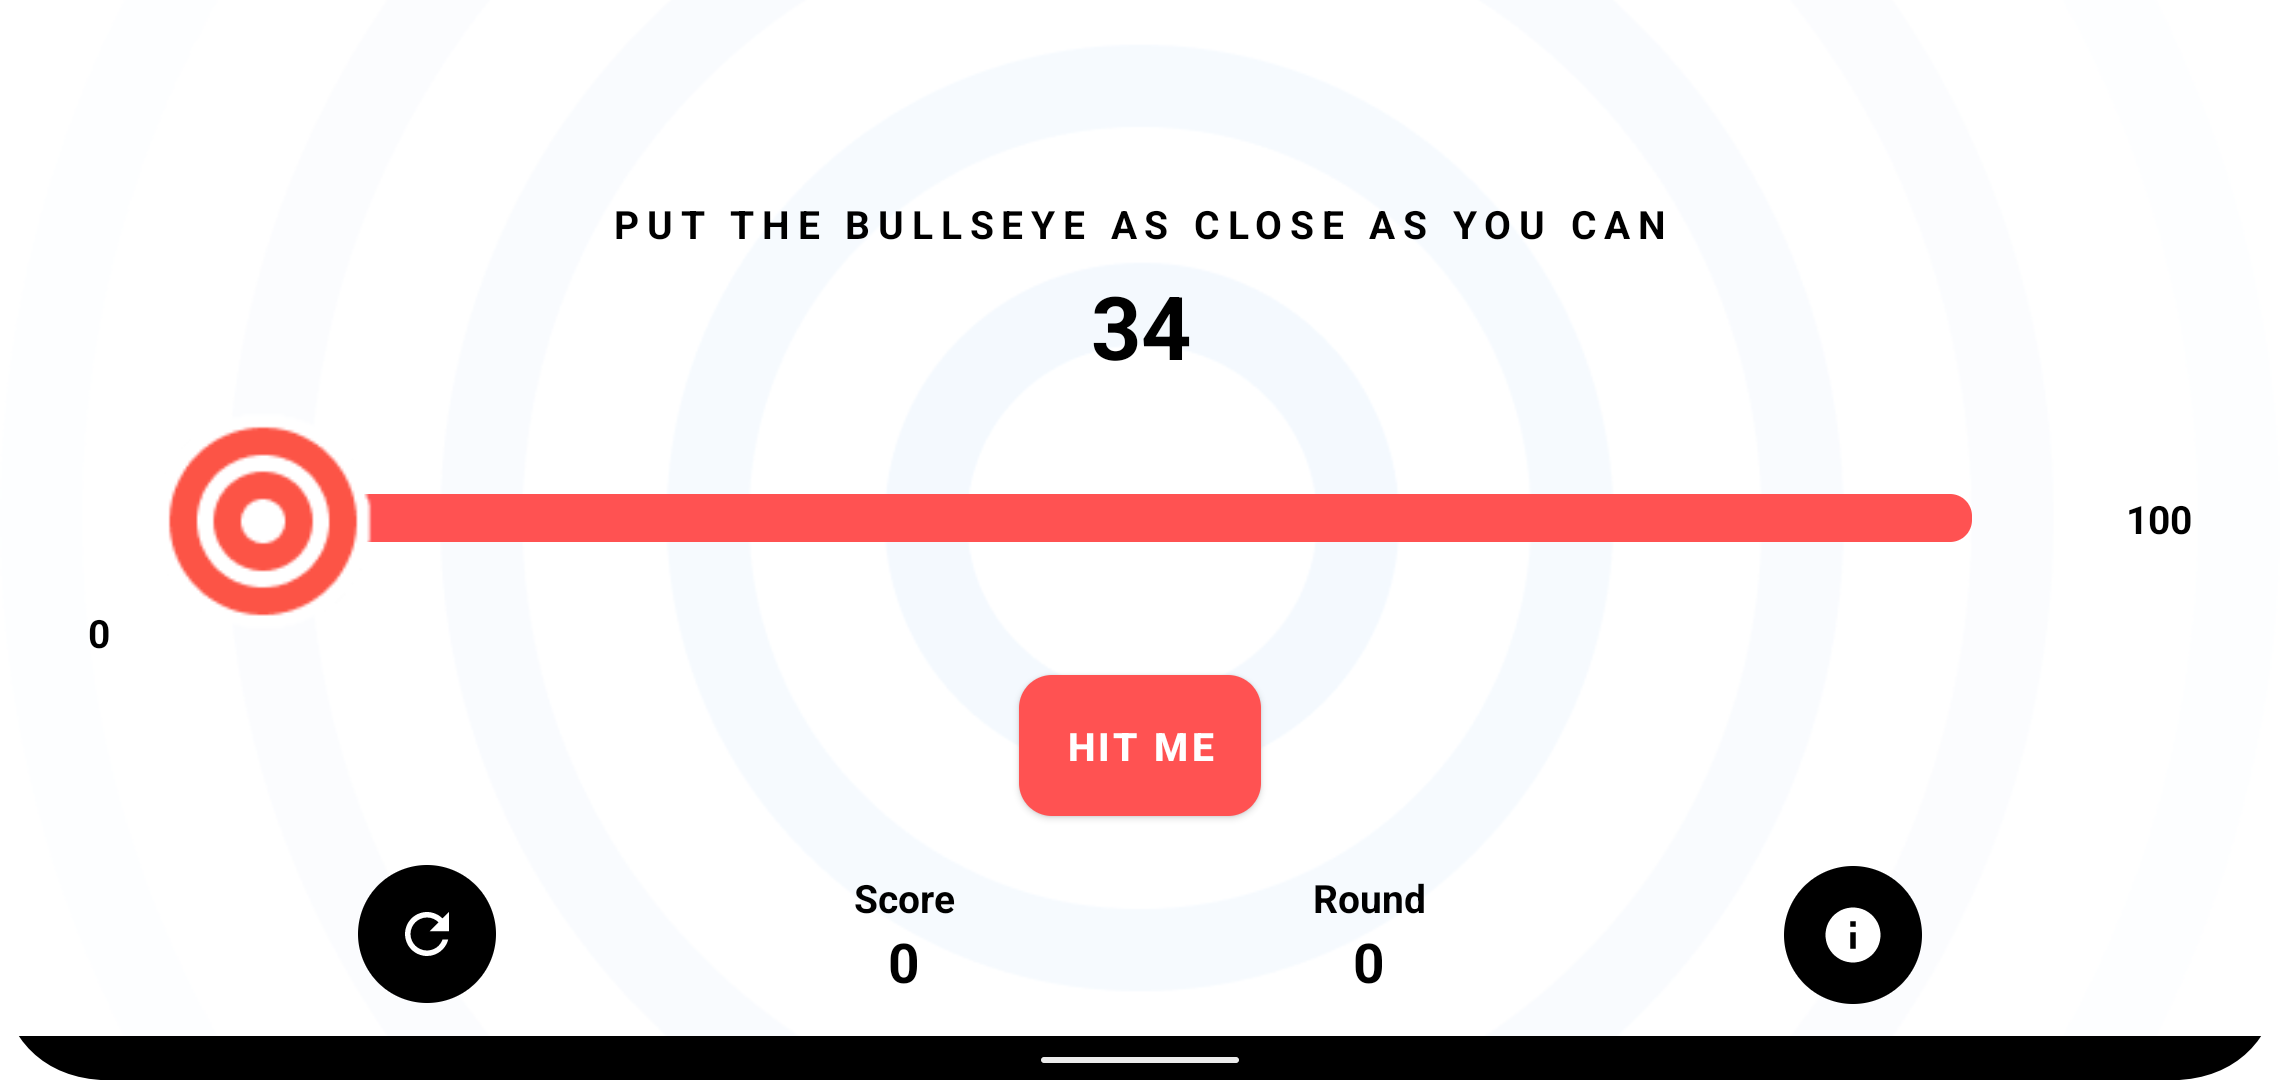 PUT THE BULLSEYE AS CLOSE AS YOU CAN
34
100
0
HIT ME
Score
0
Round
0